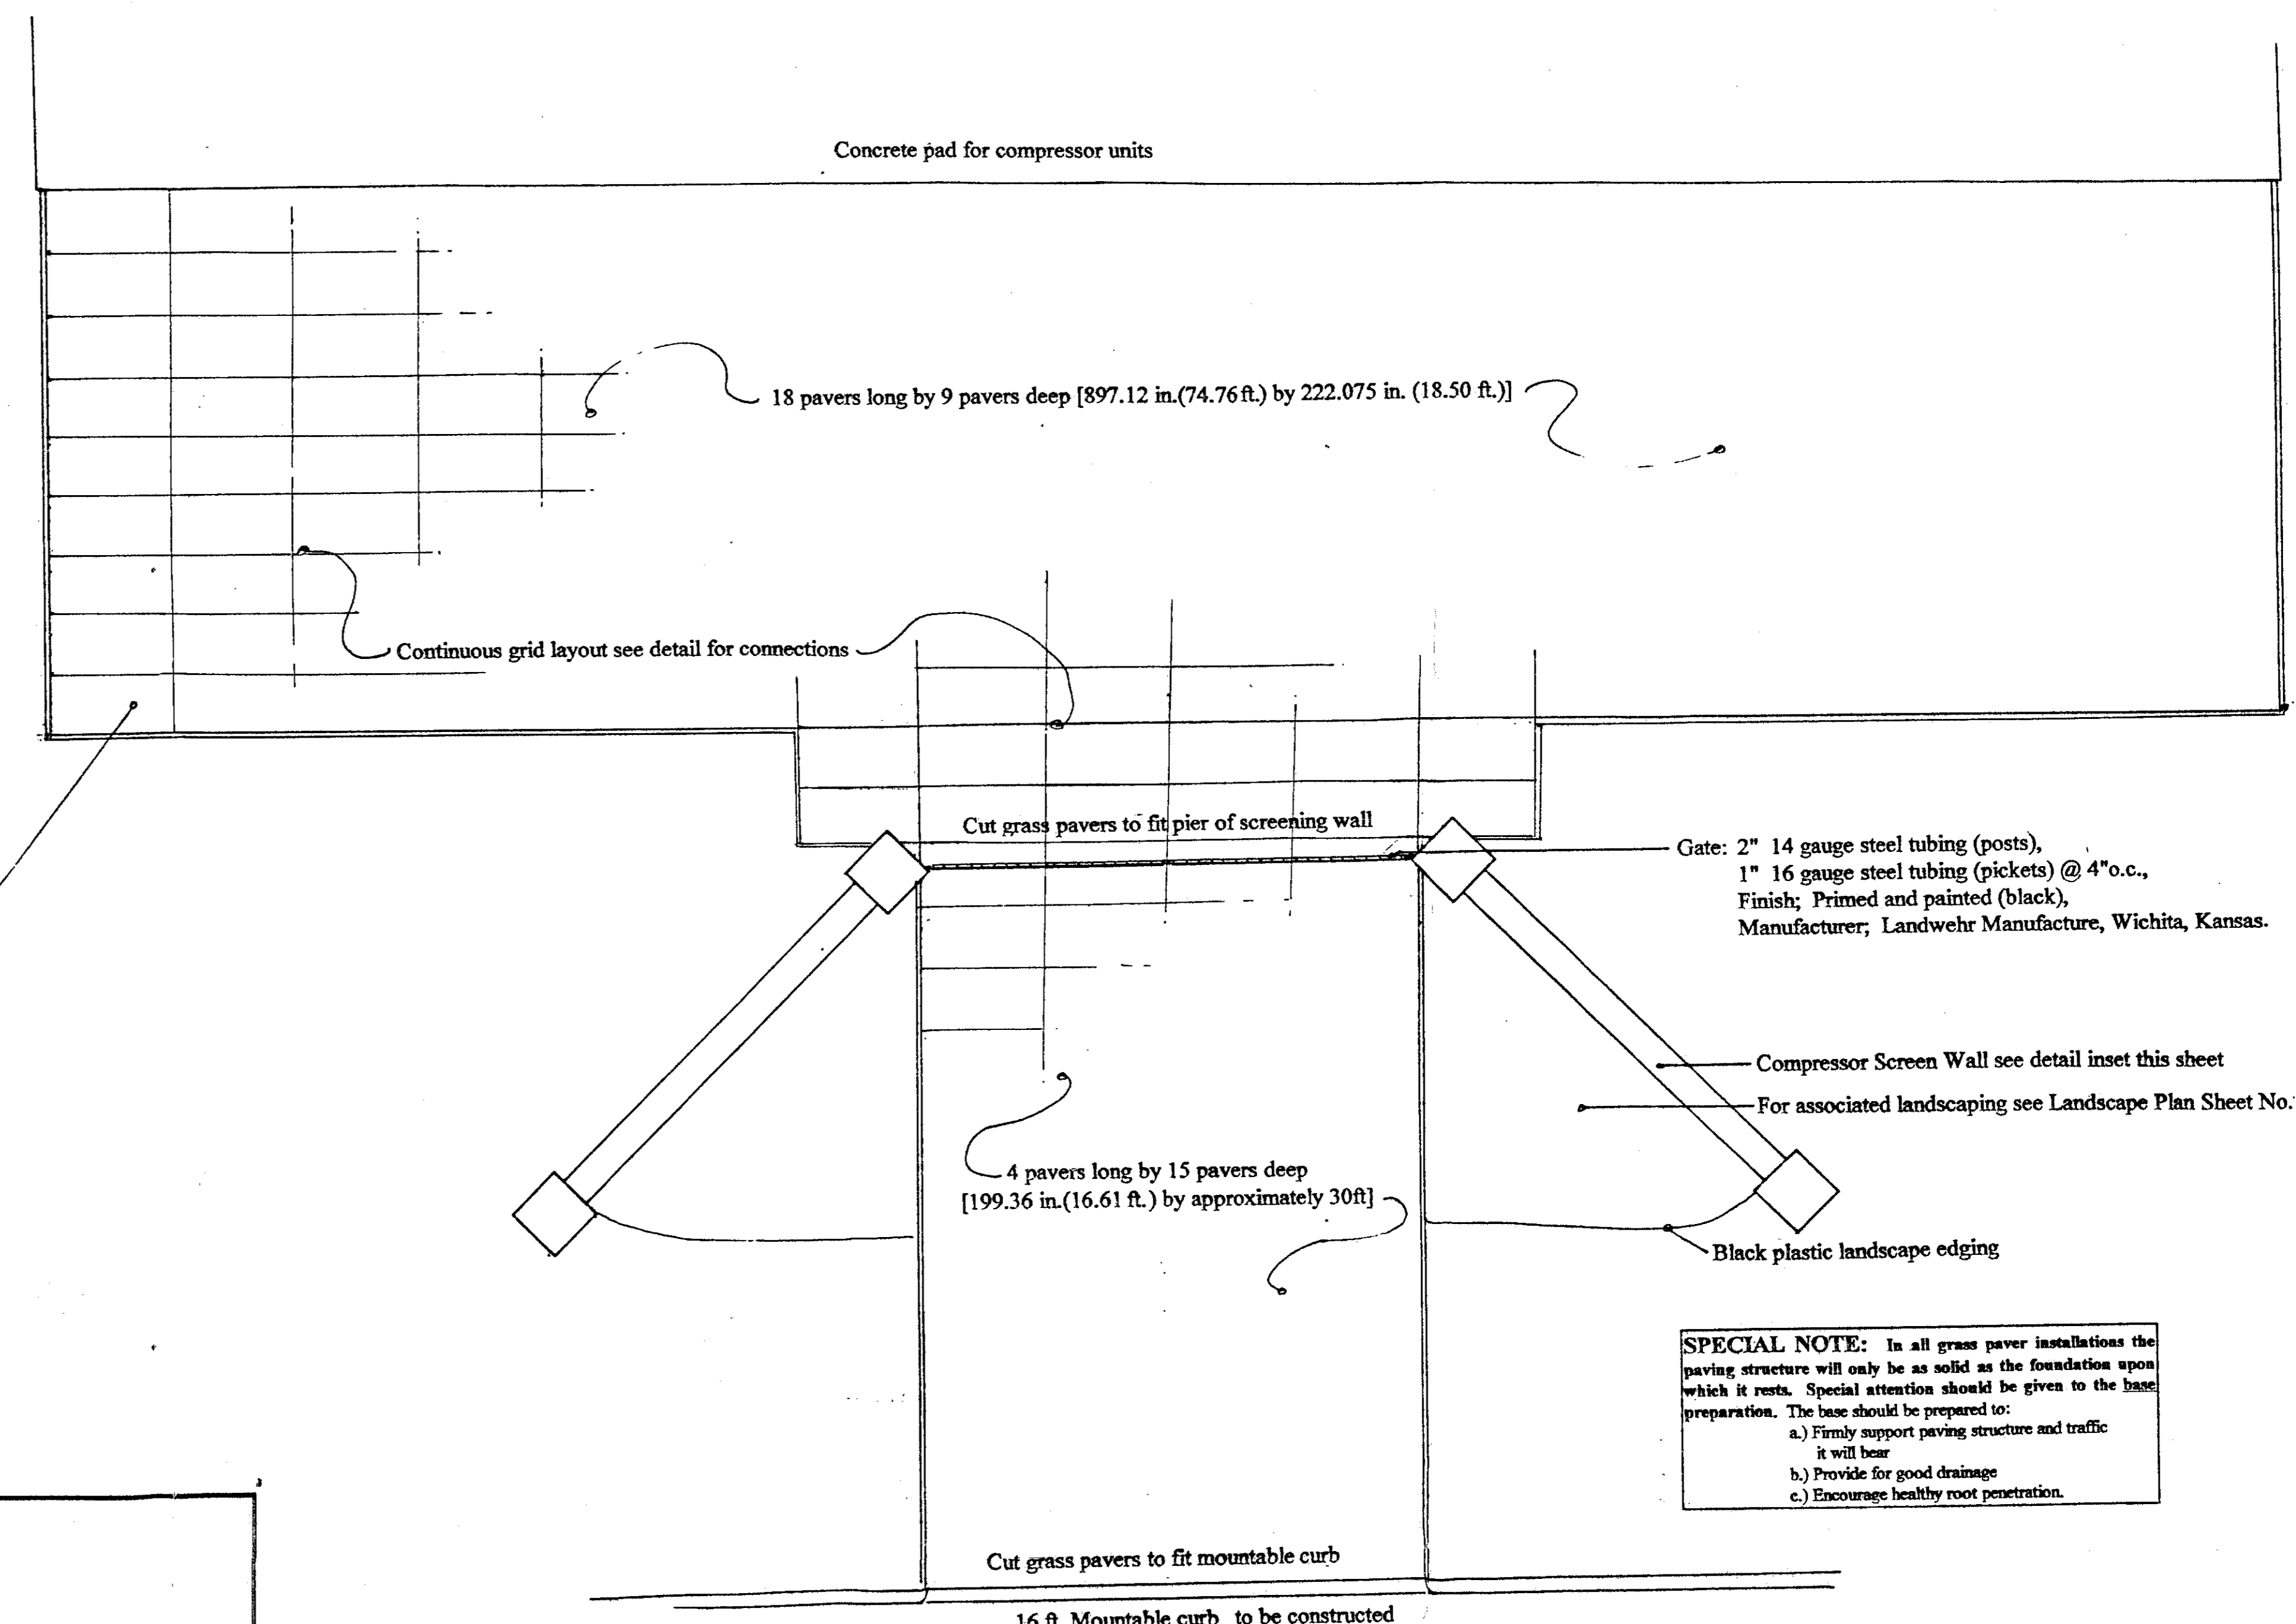 Concrete pad for compressor units
18 pavers long by 9 pavers deep [897.12 in.(74.76ft.) by 222.075 in. (18.50 ft.)]
Continuous grid layout see detail for connections
Cut grass pavers to fit pier of screening wall
Gate: 2" 14 gauge steel tubing (posts),
1" 16 gauge steel tubing (pickets) @ 4"o.c.,
Finish; Primed and painted (black),
Manufacturer; Landwehr Manufacture, Wichita, Kansas.
Compressor Screen Wall see detail inset this sheet
For associated landscaping see Landscape Plan Sheet No.
4 pavers long by 15 pavers deep
[199.36 in.(16.61 ft.) by approximately 30ft]
Black plastic landscape edging
SPECIAL NOTE: In all grass paver installations the
paving structure will only be as solid as the foundation upon
which it rests. Special attention should be given to the base
preparation. The base should be prepared to:
a.) Firmly support paving structure and traffic
it will bear
b.) Provide for good drainage
c.) Encourage healthy root penetration.
Cut grass pavers to fit mountable curb
16 ft. Mountable curb to be constructed